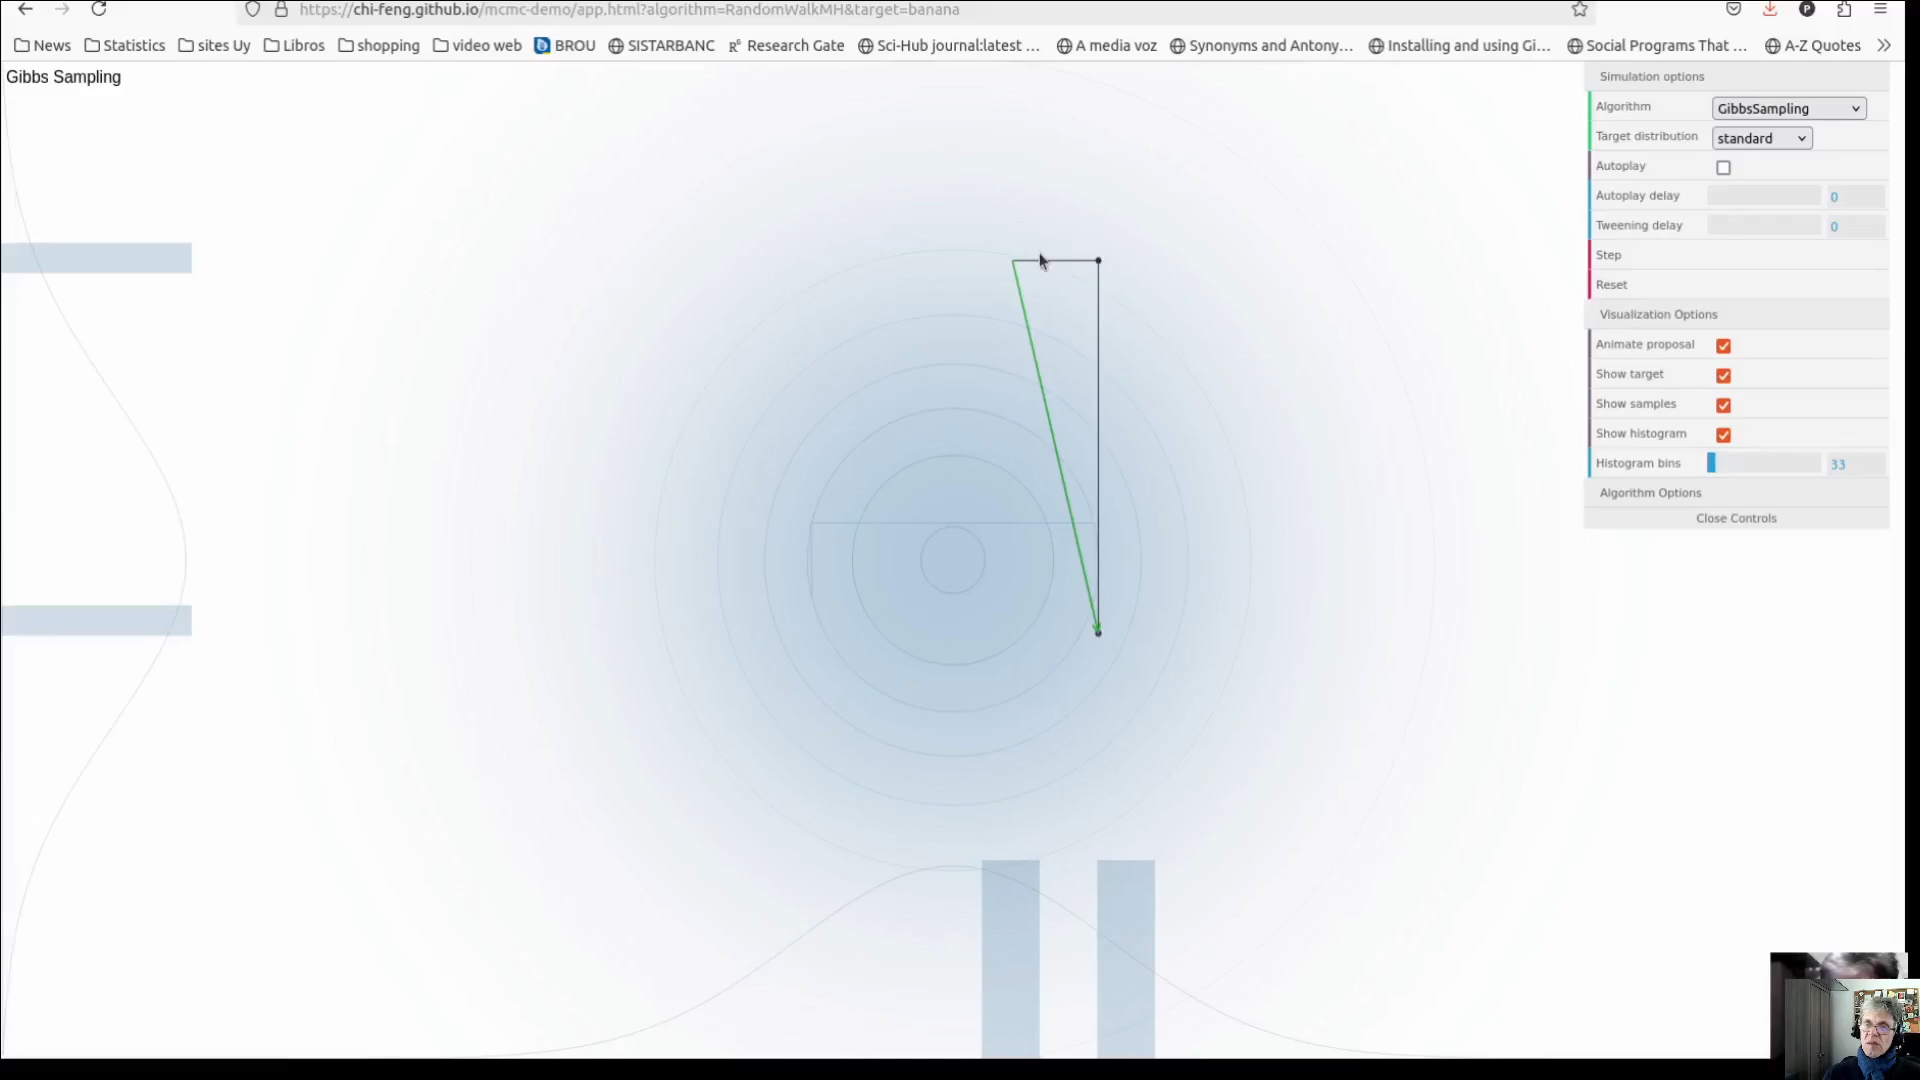 https://chi-feng.github.io/mcmc-demo/app.html?algorithm=RandomWalkMH&target=banana
News Statistics sites Uy Libros shopping video web BROU SISTARBANC Research Gate Sci-Hub journal:latest ... A media voz Synonyms and Antony... Installing and using Gi... Social Programs That ... A-Z Quotes
Gibbs Sampling
Simulation options
Algorithm GibbsSampling
Target distribution standard
Autoplay
Autoplay delay 0
Tweening delay 0
Step
Reset
Visualization Options
Animate proposal
Show target
Show samples
Show histogram
Histogram bins 33
Algorithm Options
Close Controls